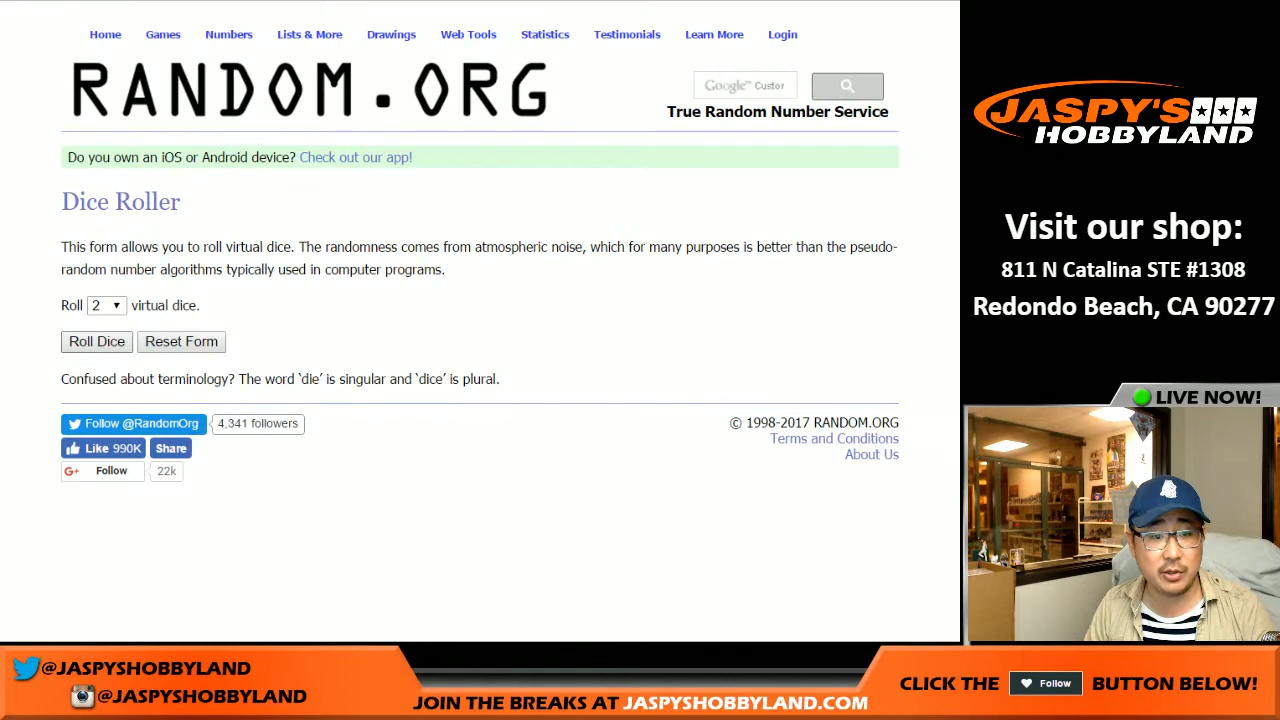 Home Games Numbers Lists & More Drawings Web Tools Statistics Testimonials Learn More Login
RANDOM.ORG
Google™ Custor
True Random Number Service
Do you own an iOS or Android device? Check out our app!
Dice Roller
This form allows you to roll virtual dice. The randomness comes from atmospheric noise, which for many purposes is better than the pseudo-
random number algorithms typically used in computer programs.
Roll 2 virtual dice.
Roll Dice Reset Form
Confused about terminology? The word ‘die’ is singular and ‘dice’ is plural.
Follow @RandomOrg 4,341 followers
Like 990K Share
G+ Follow 22k
© 1998-2017 RANDOM.ORG
Terms and Conditions
About Us
JASPY'S
HOBBYLAND
Visit our shop:
811 N Catalina STE #1308
Redondo Beach, CA 90277
LIVE NOW!
@JASPYSHOBBYLAND
@JASPYSHOBBYLAND
JOIN THE BREAKS AT JASPYSHOBBYLAND.COM
CLICK THE Follow BUTTON BELOW!